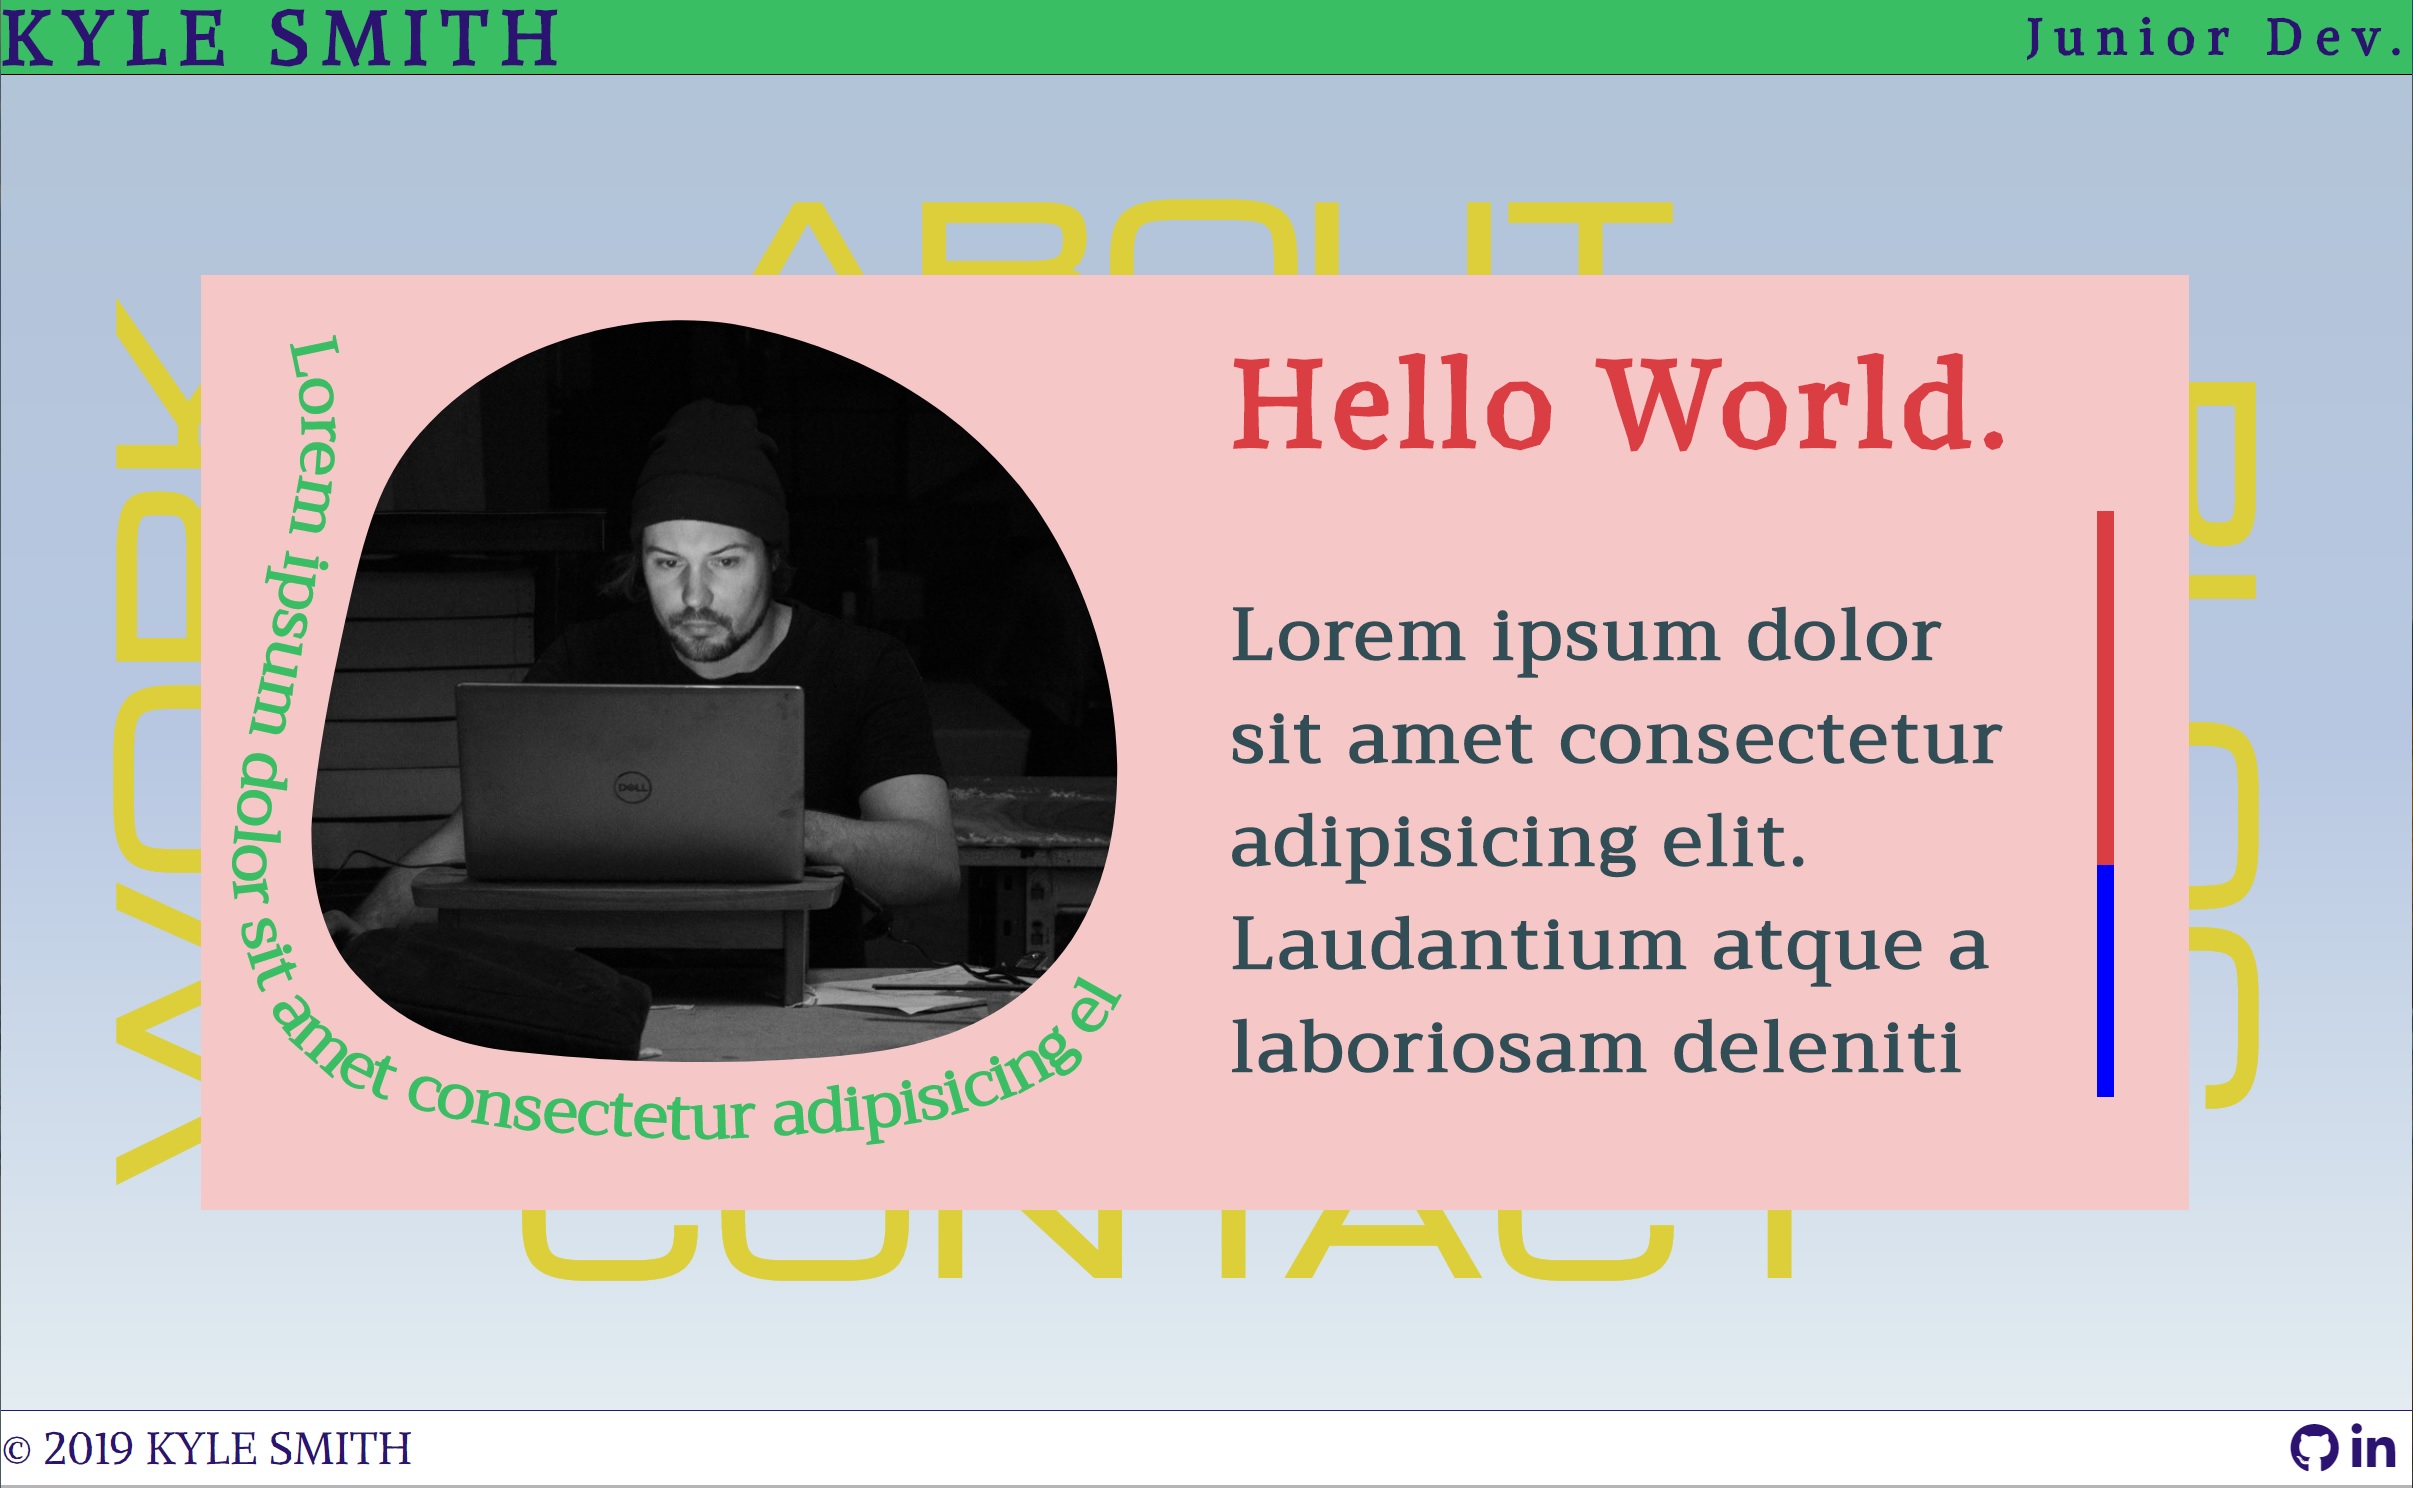 KYLE SMITH
Junior Dev.
ABOUT
WORK
Lorem ipsum dolor sit amet consectetur adipisicing el
DELL
Hello World.
Lorem ipsum dolor
sit amet consectetur
adipisicing elit.
Laudantium atque a
laboriosam deleniti
CONTACT
© 2019 KYLE SMITH
in